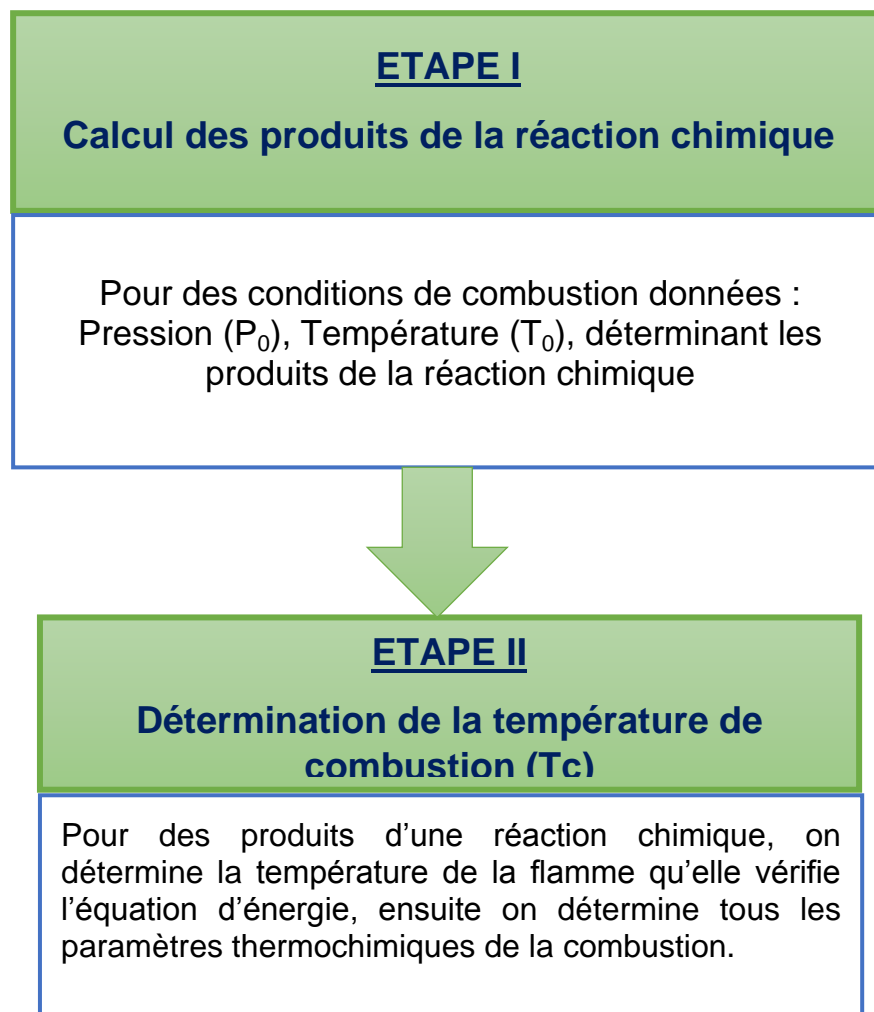 ETAPE I
Calcul des produits de la réaction chimique
Pour des conditions de combustion données :
Pression (P₀), Température (T₀), déterminant les
produits de la réaction chimique
ETAPE II
Détermination de la température de
combustion (Tc)
Pour des produits d’une réaction chimique, on
détermine la température de la flamme qu’elle vérifie
l’équation d’énergie, ensuite on détermine tous les
paramètres thermochimiques de la combustion.